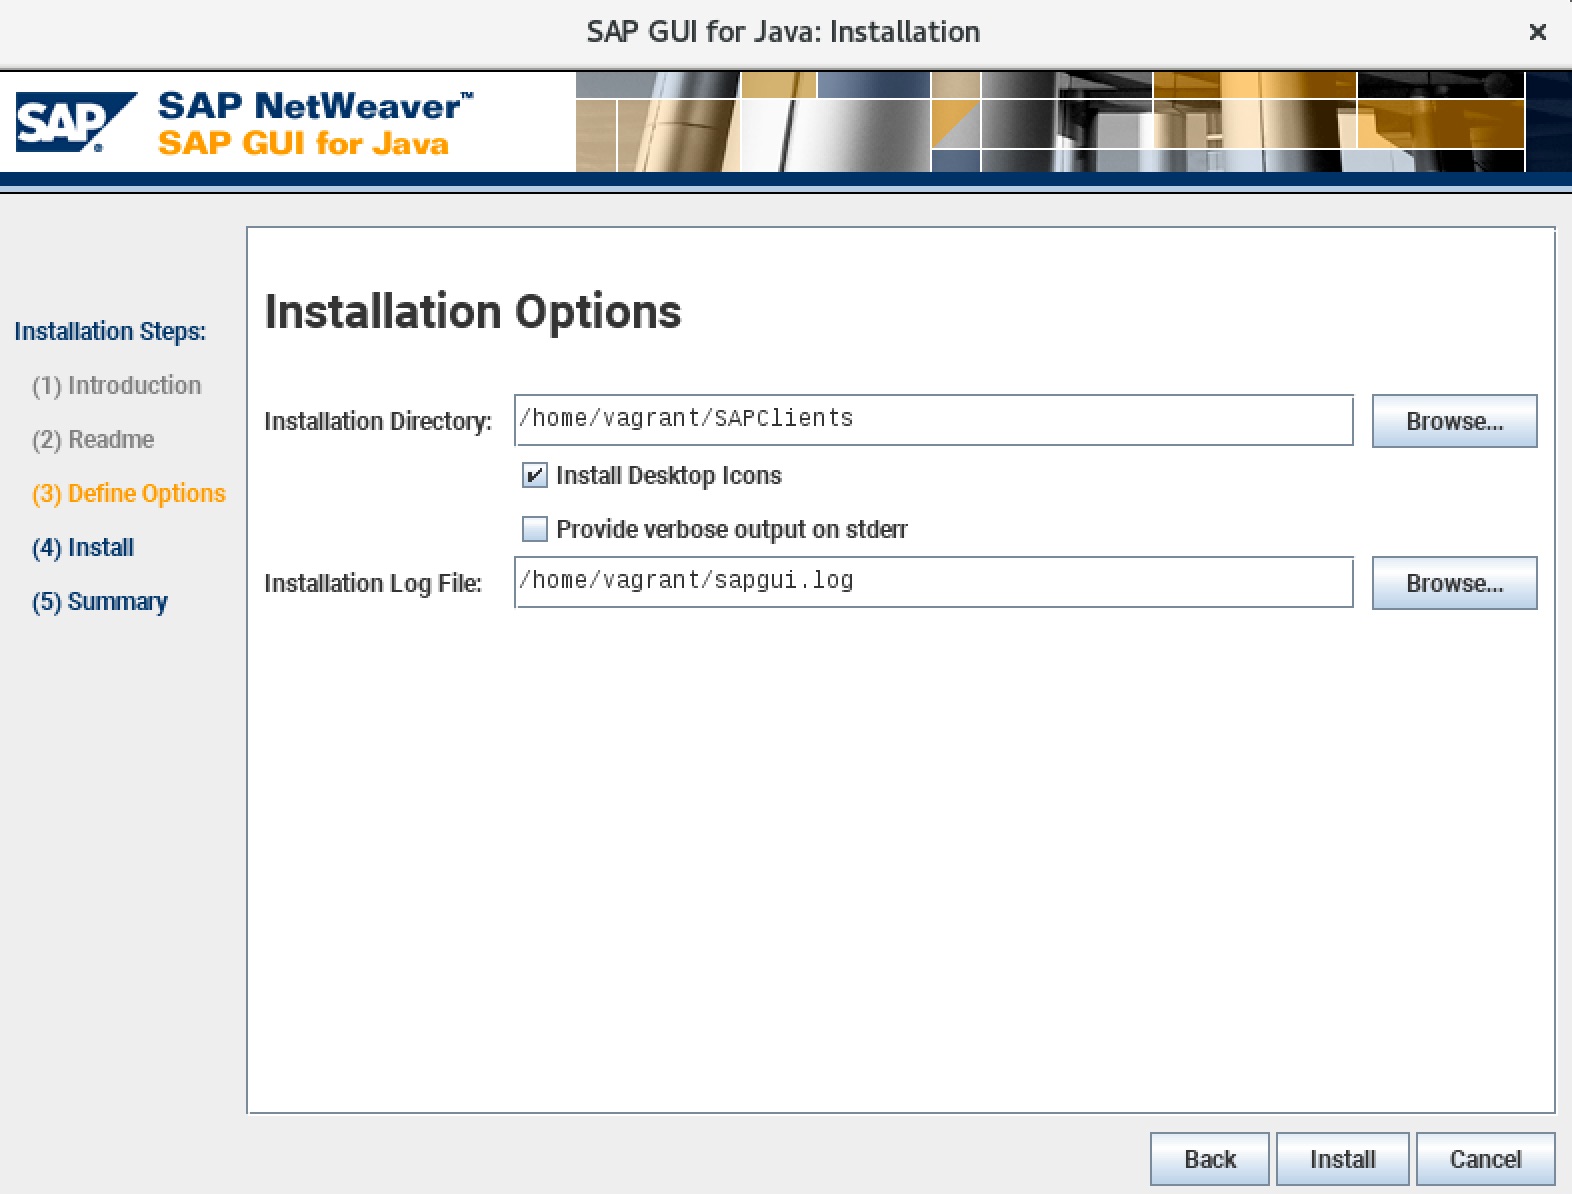 SAP GUI for Java: Installation
SAP®
SAP NetWeaver™
SAP GUI for Java
Installation Options
Installation Steps:
(1) Introduction
(2) Readme
(3) Define Options
(4) Install
(5) Summary
Installation Directory: /home/vagrant/SAPClients Browse...
Install Desktop Icons
Provide verbose output on stderr
Installation Log File: /home/vagrant/sapgui.log Browse...
Back Install Cancel